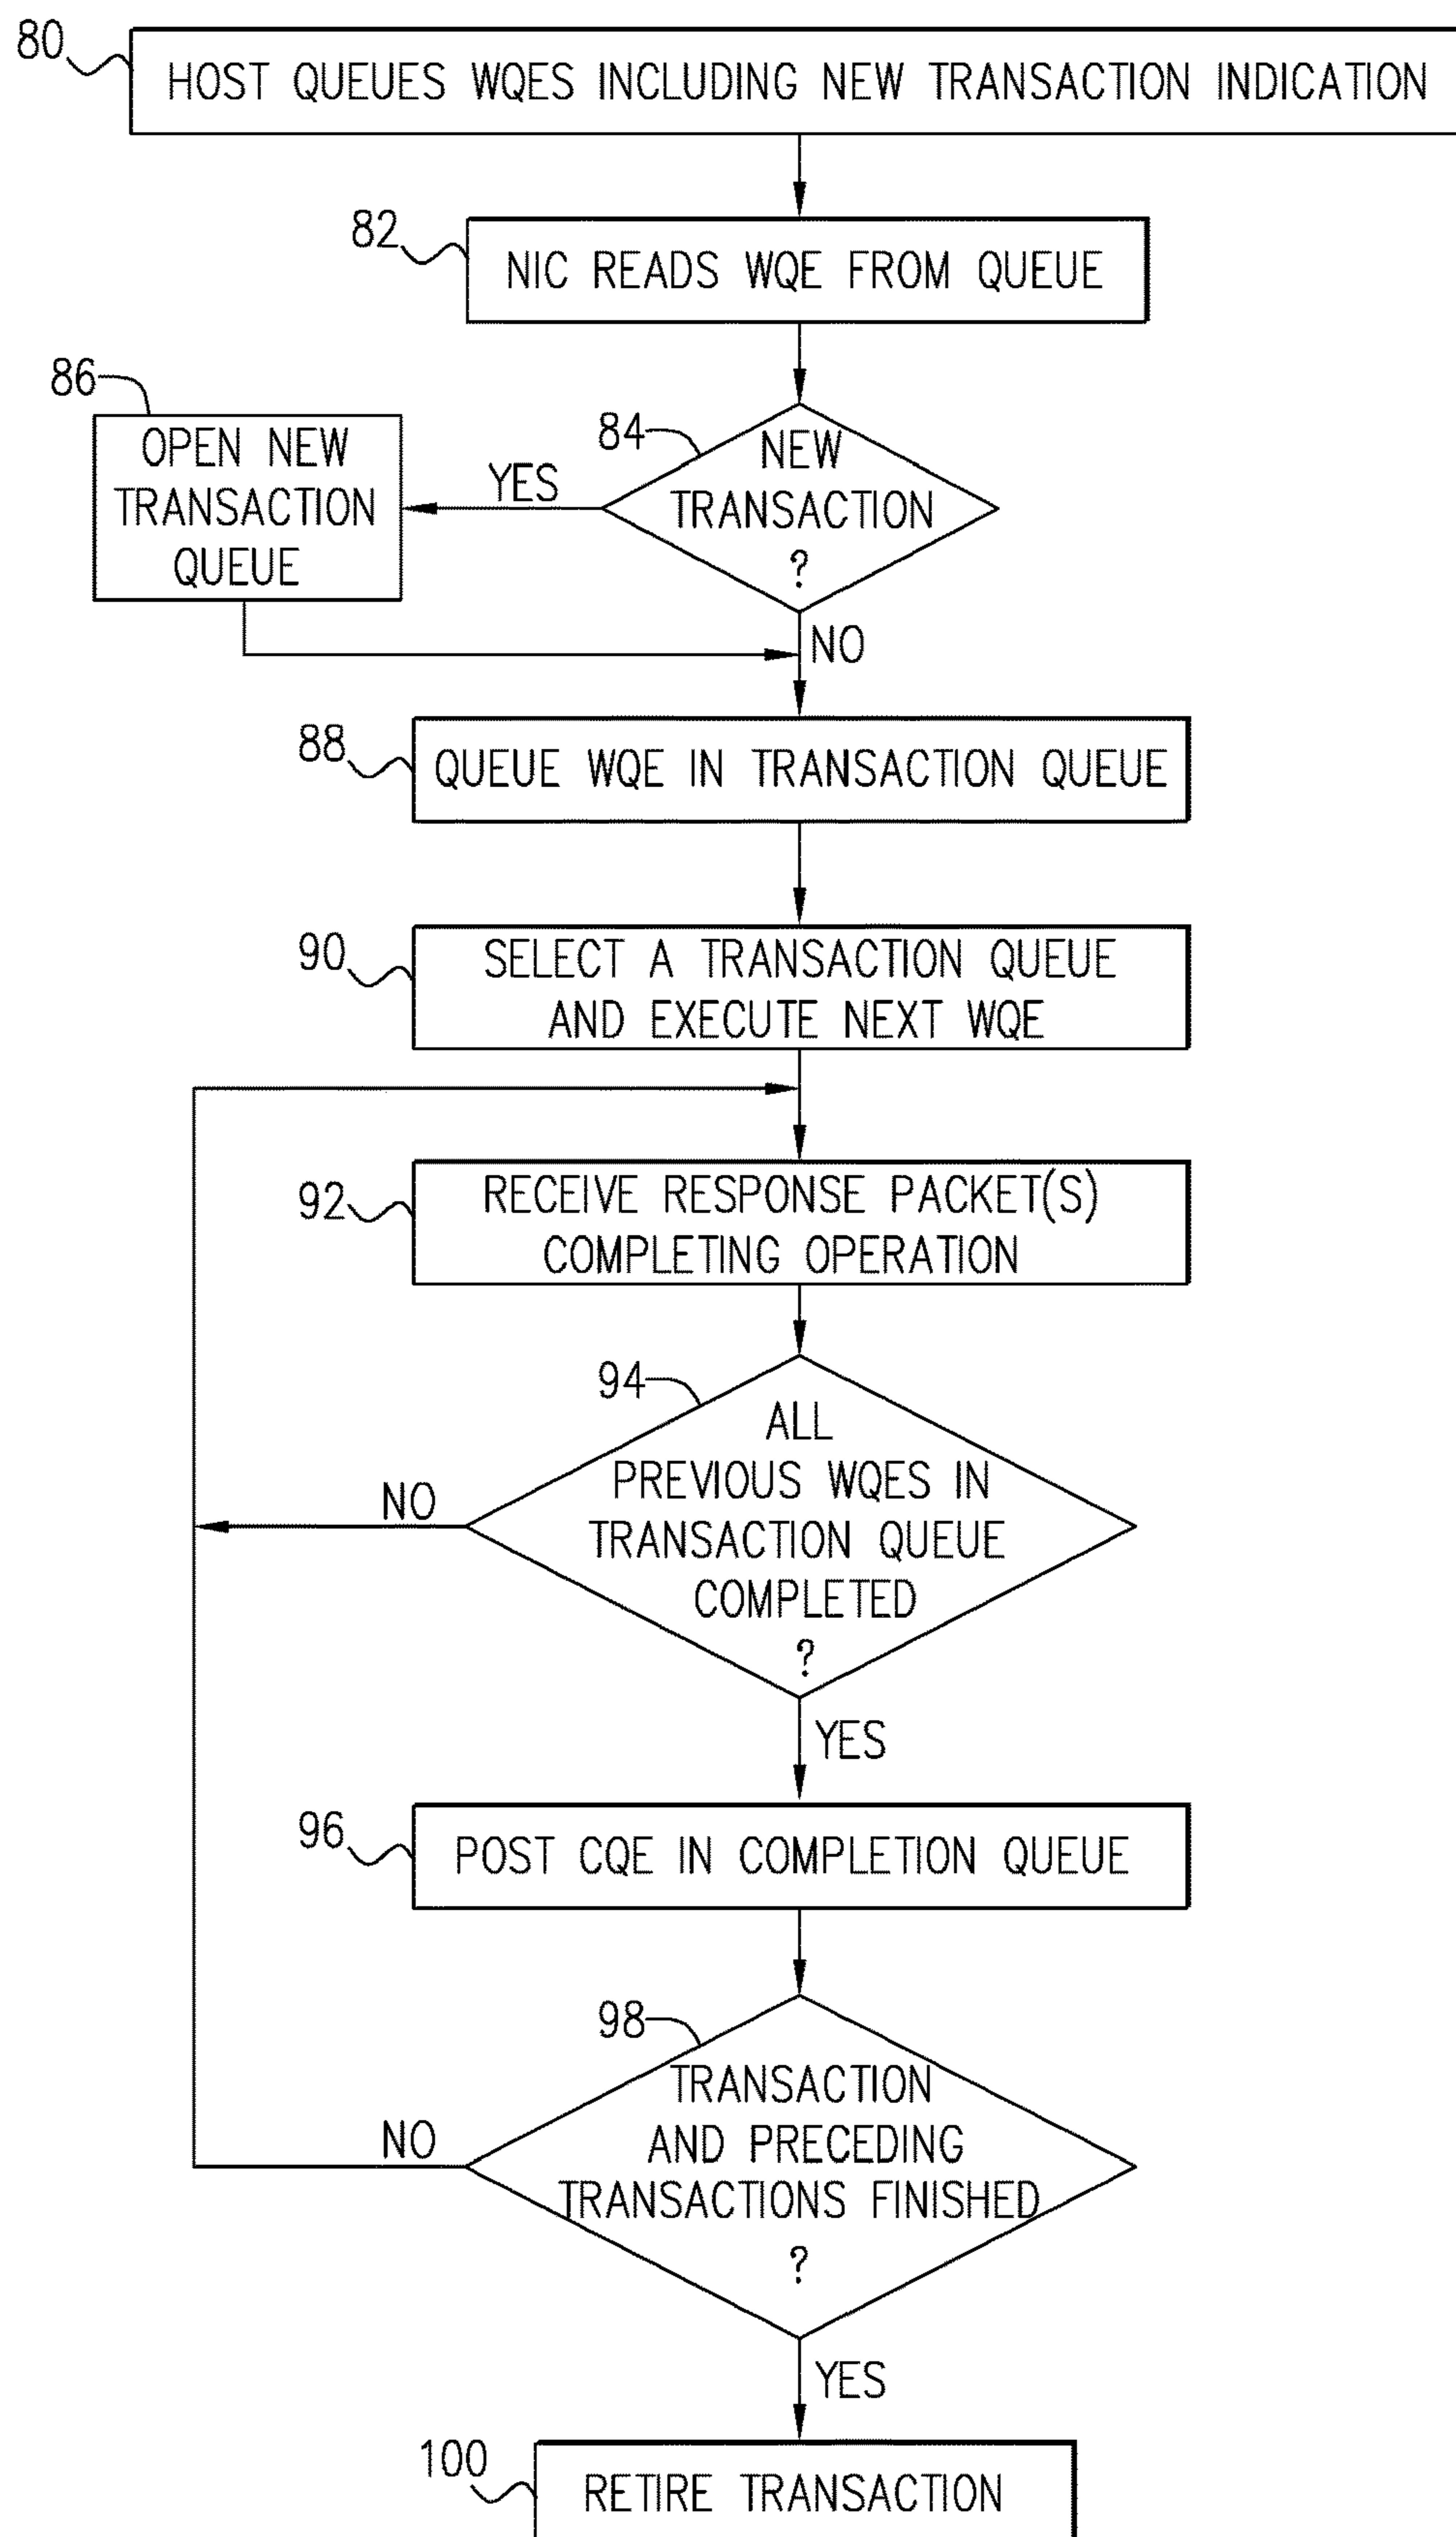 80
HOST QUEUES WQES INCLUDING NEW TRANSACTION INDICATION
82
NIC READS WQE FROM QUEUE
86
OPEN NEW
TRANSACTION
QUEUE
YES
84
NEW
TRANSACTION
?
NO
88
QUEUE WQE IN TRANSACTION QUEUE
90
SELECT A TRANSACTION QUEUE
AND EXECUTE NEXT WQE
92
RECEIVE RESPONSE PACKET(S)
COMPLETING OPERATION
94
ALL
PREVIOUS WQES IN
TRANSACTION QUEUE
COMPLETED
?
NO
YES
96
POST CQE IN COMPLETION QUEUE
98
TRANSACTION
AND PRECEDING
TRANSACTIONS FINISHED
?
NO
YES
100
RETIRE TRANSACTION